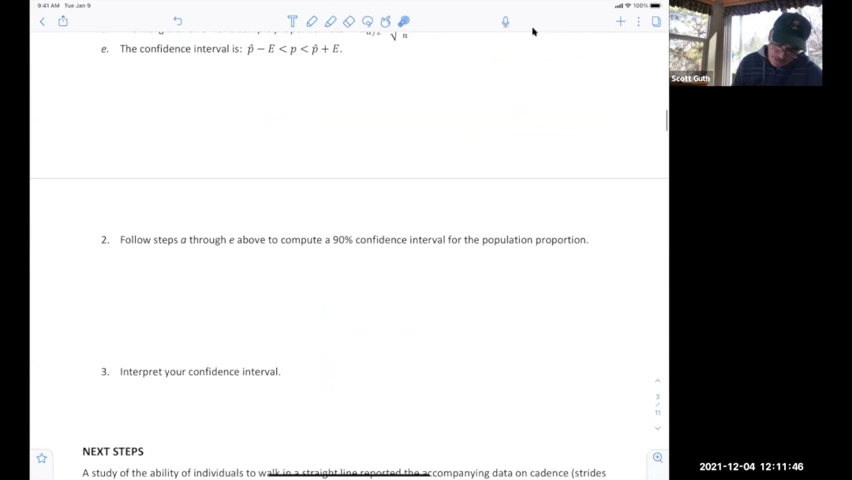 9:41 AM Tue Jan 9
100%
e. The confidence interval is: p̂ − E < p < p̂ + E.
2. Follow steps a through e above to compute a 90% confidence interval for the population proportion.
3. Interpret your confidence interval.
NEXT STEPS
A study of the ability of individuals to walk in a straight line reported the accompanying data on cadence (strides
3
/
11
Scott Guth
2021-12-04 12:11:46